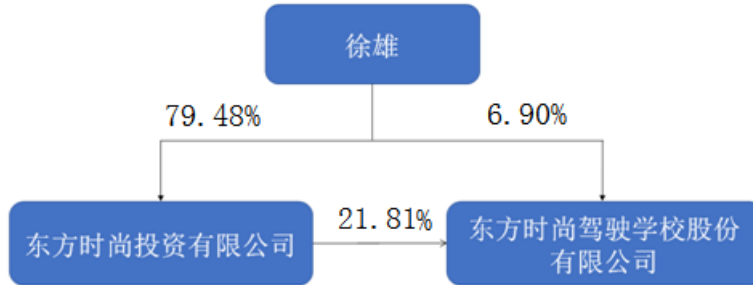 徐雄
79.48%
6.90%
东方时尚投资有限公司
21.81%
东方时尚驾驶学校股份
有限公司